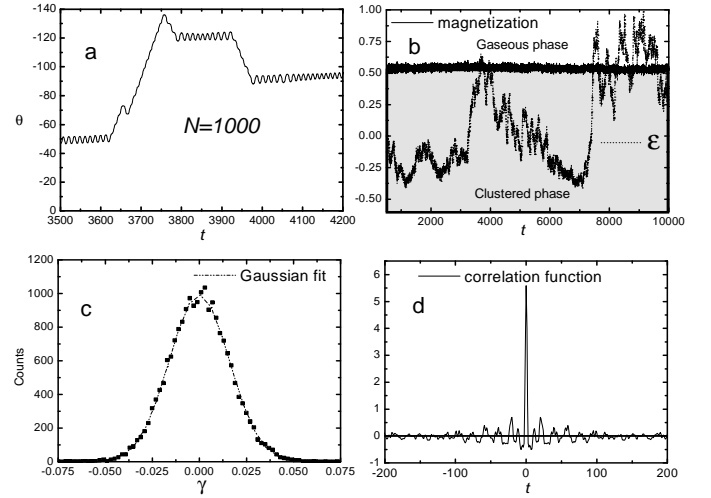 -140
-120
-100
-80
-60
-40
-20
0
θ
a
N=1000
3500 3600 3700 3800 3900 4000 4100 4200
t
1.00
0.75
0.50
0.25
0.00
-0.25
-0.50
b
magnetization
Gaseous phase
ε
Clustered phase
2000 4000 6000 8000 10000
t
1200
1000
800
600
400
200
0
Counts
c
Gaussian fit
-0.075 -0.050 -0.025 0.000 0.025 0.050 0.075
γ
6
5
4
3
2
1
0
-1
d
correlation function
-200 -100 0 100 200
t